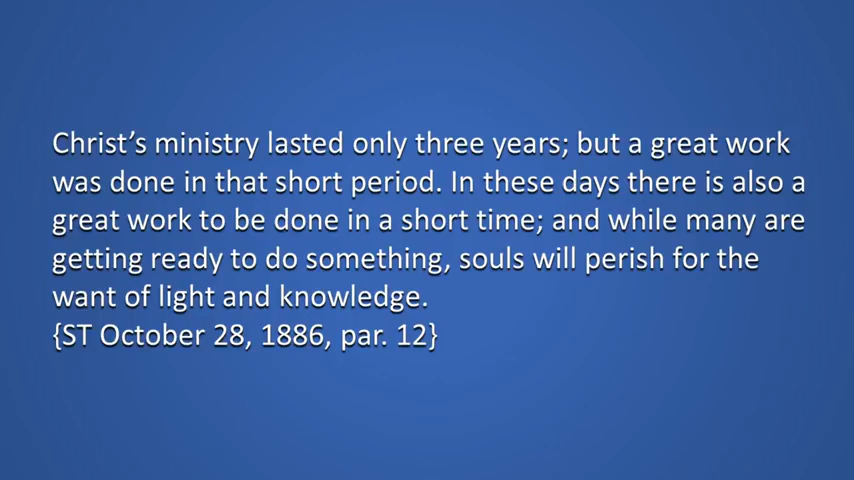 Christ’s ministry lasted only three years; but a great work
was done in that short period. In these days there is also a
great work to be done in a short time; and while many are
getting ready to do something, souls will perish for the
want of light and knowledge.
{ST October 28, 1886, par. 12}